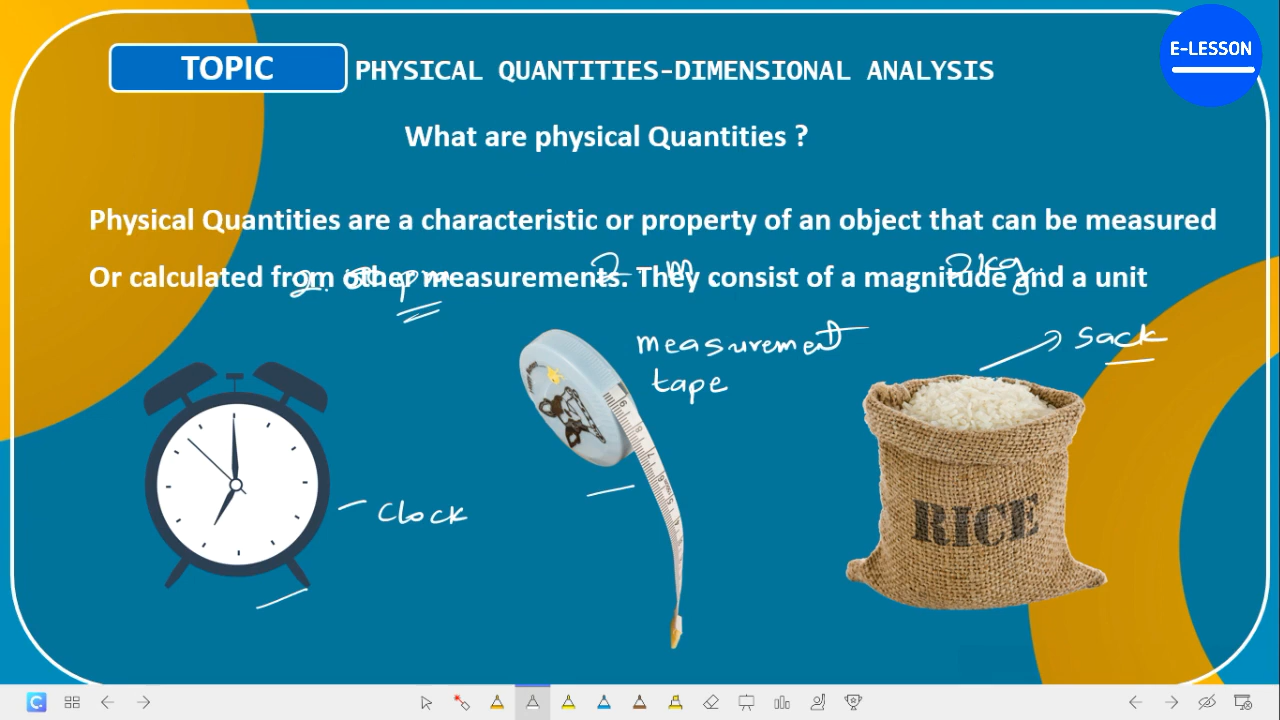 E-LESSON
TOPIC
PHYSICAL QUANTITIES-DIMENSIONAL ANALYSIS
What are physical Quantities ?
Physical Quantities are a characteristic or property of an object that can be measured
Or calculated from other measurements. They consist of a magnitude and a unit
2 m
2kg
measurement
tape
sack
clock
RICE